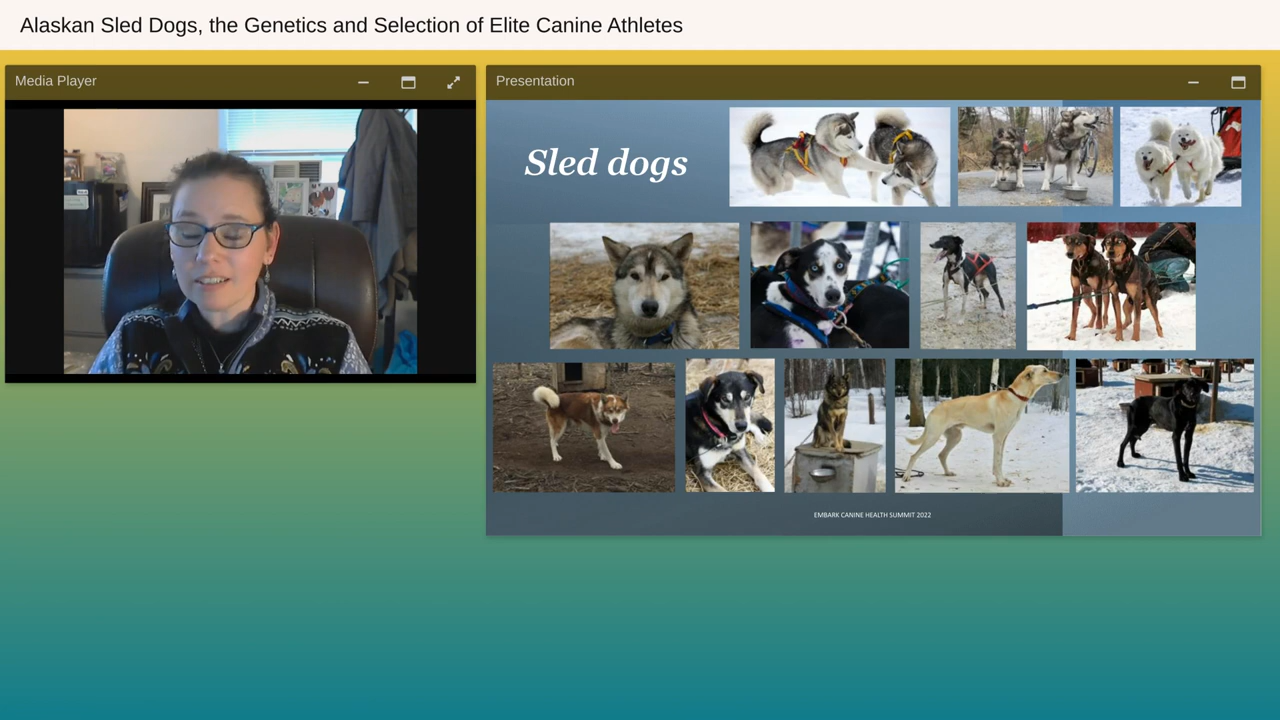 Alaskan Sled Dogs, the Genetics and Selection of Elite Canine Athletes
Media Player
Presentation
Sled dogs
EMBARK CANINE HEALTH SUMMIT 2022